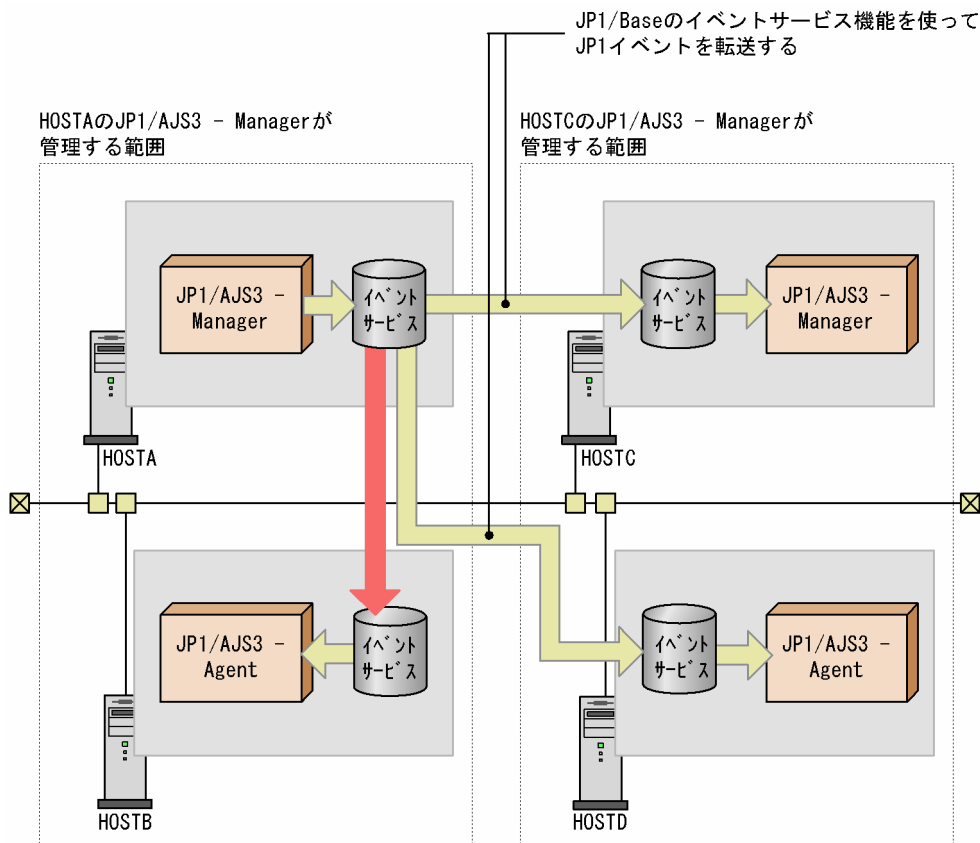 JP1/Baseのイベントサービス機能を使って
JP1イベントを転送する
HOSTAのJP1/AJS3 - Managerが
管理する範囲
HOSTCのJP1/AJS3 - Managerが
管理する範囲
JP1/AJS3 -
Manager
イベント
サービス
イベント
サービス
JP1/AJS3 -
Manager
HOSTA
HOSTC
JP1/AJS3 -
Agent
イベント
サービス
イベント
サービス
JP1/AJS3 -
Agent
HOSTB
HOSTD